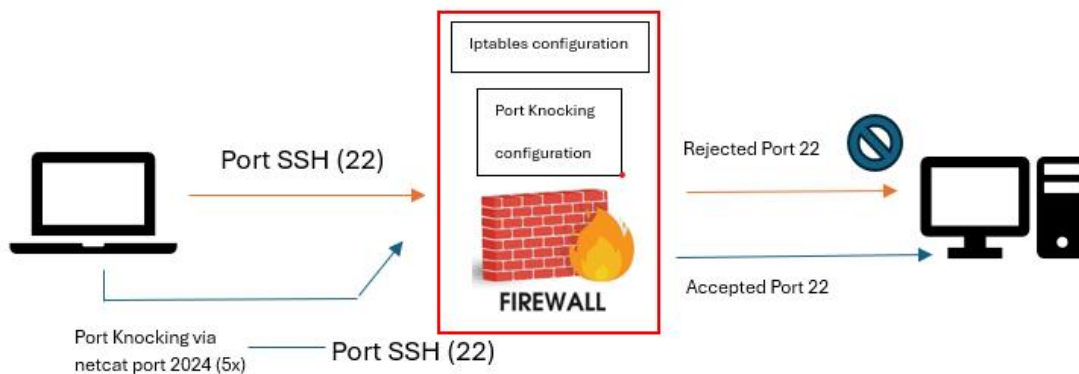 Iptables configuration
Port Knocking
configuration
Port SSH (22)
Rejected Port 22
FIREWALL
Accepted Port 22
Port Knocking via
netcat port 2024 (5x)
Port SSH (22)